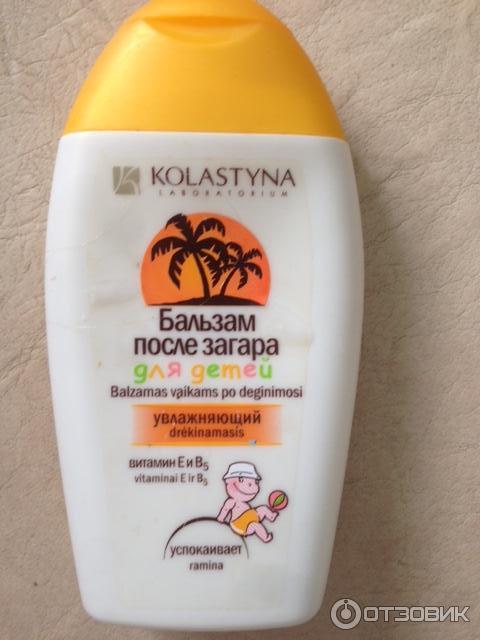 KOLASTYNA
LABORATORIUM
Бальзам
после загара
для детей
Balzamas vaikams po deginimosi
увлажняющий
drėkinamasis
витамин Е и В5
vitaminai E ir B5
успокаивает
ramina
ОТЗОВИК